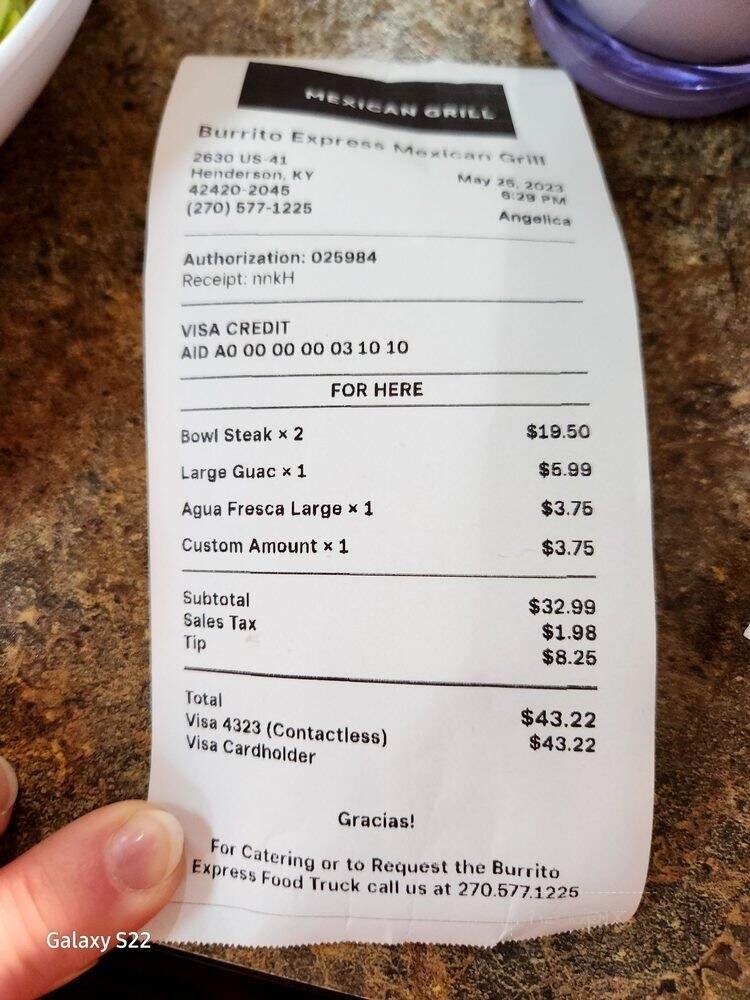 MEXICAN GRILL
Burrito Express Mexican Grill
2630 US-41
Henderson, KY
42420-2045
(270) 577-1225
May 25, 2023
6:29 PM
Angelica
Authorization: 025984
Receipt: nnkH
VISA CREDIT
AID A0 00 00 00 03 10 10
FOR HERE
Bowl Steak × 2 $19.50
Large Guac × 1 $5.99
Agua Fresca Large × 1 $3.75
Custom Amount × 1 $3.75
Subtotal $32.99
Sales Tax $1.98
Tip $8.25
Total $43.22
Visa 4323 (Contactless) $43.22
Visa Cardholder
Gracias!
For Catering or to Request the Burrito
Express Food Truck call us at 270.577.1225
Galaxy S22